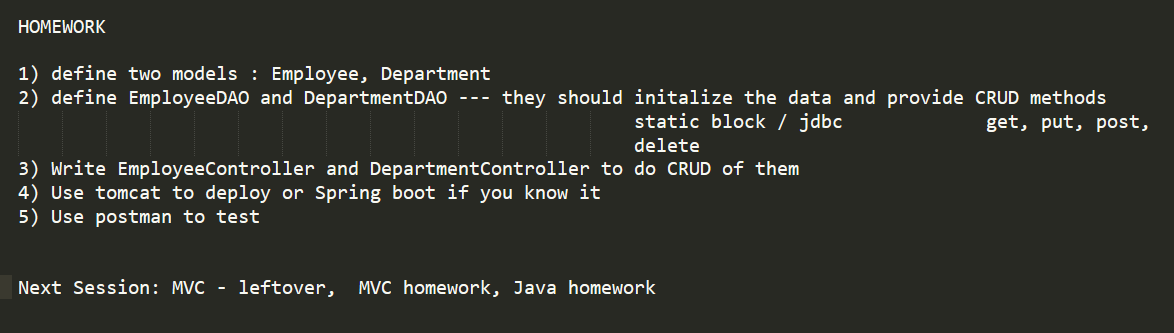 HOMEWORK
1) define two models : Employee, Department
2) define EmployeeDAO and DepartmentDAO --- they should initalize the data and provide CRUD methods
static block / jdbc get, put, post,
delete
3) Write EmployeeController and DepartmentController to do CRUD of them
4) Use tomcat to deploy or Spring boot if you know it
5) Use postman to test
Next Session: MVC - leftover, MVC homework, Java homework